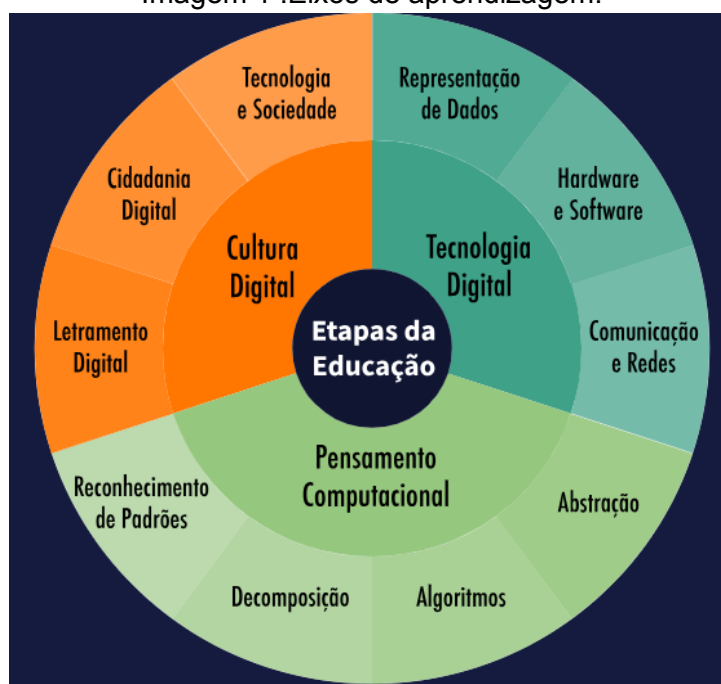 Tecnologia
e Sociedade
Representação
de Dados
Cidadania
Digital
Hardware
e Software
Cultura
Digital
Tecnologia
Digital
Letramento
Digital
Etapas da
Educação
Comunicação
e Redes
Pensamento
Computacional
Reconhecimento
de Padrões
Abstração
Decomposição
Algoritmos